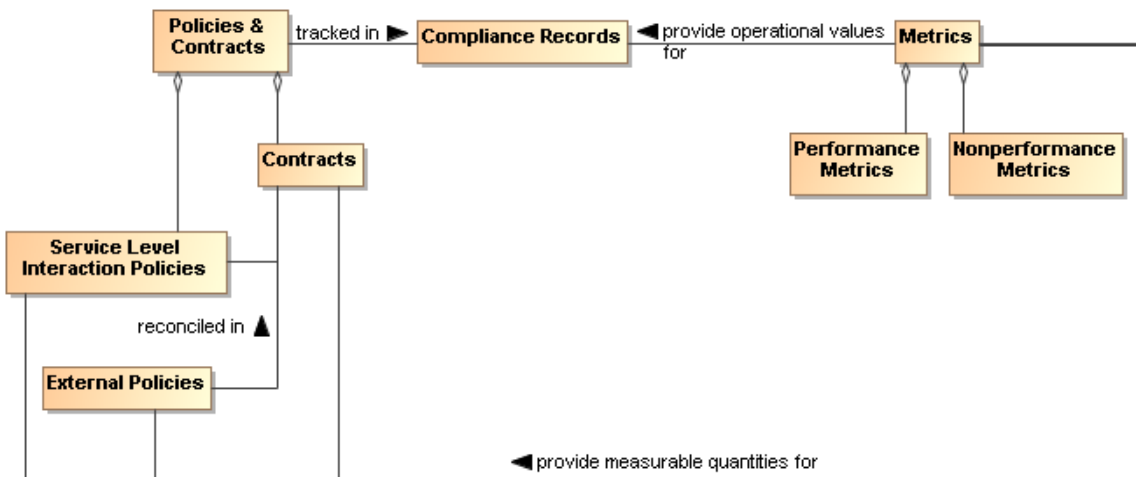 Policies &
Contracts
tracked in
Compliance Records
provide operational values
for
Metrics
Performance
Metrics
Nonperformance
Metrics
Contracts
Service Level
Interaction Policies
reconciled in
External Policies
provide measurable quantities for